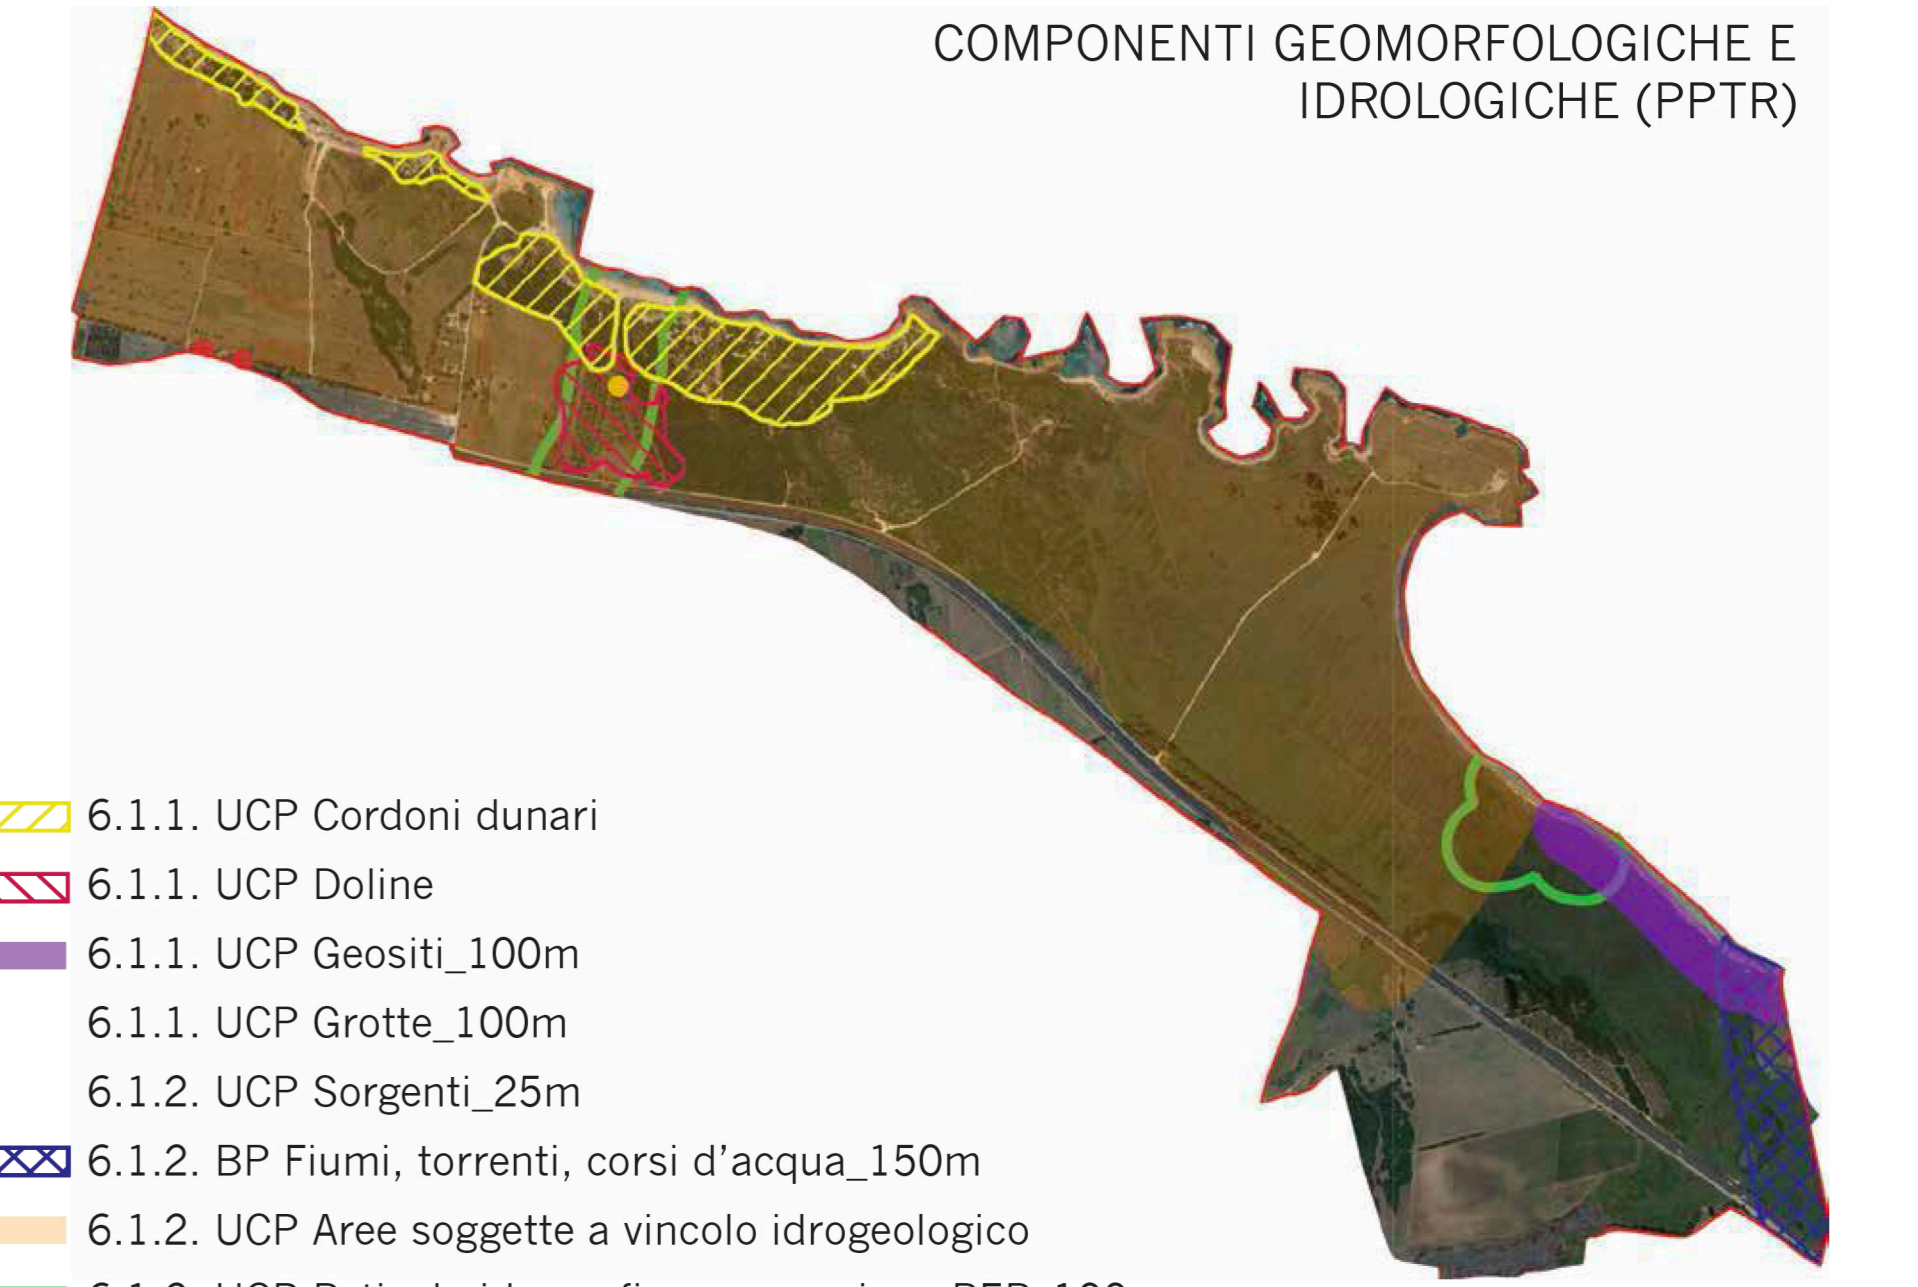 COMPONENTI GEOMORFOLOGICHE E
IDROLOGICHE (PPTR)
6.1.1. UCP Cordoni dunari
6.1.1. UCP Doline
6.1.1. UCP Geositi_100m
6.1.1. UCP Grotte_100m
6.1.2. UCP Sorgenti_25m
6.1.2. BP Fiumi, torrenti, corsi d'acqua_150m
6.1.2. UCP Aree soggette a vincolo idrogeologico